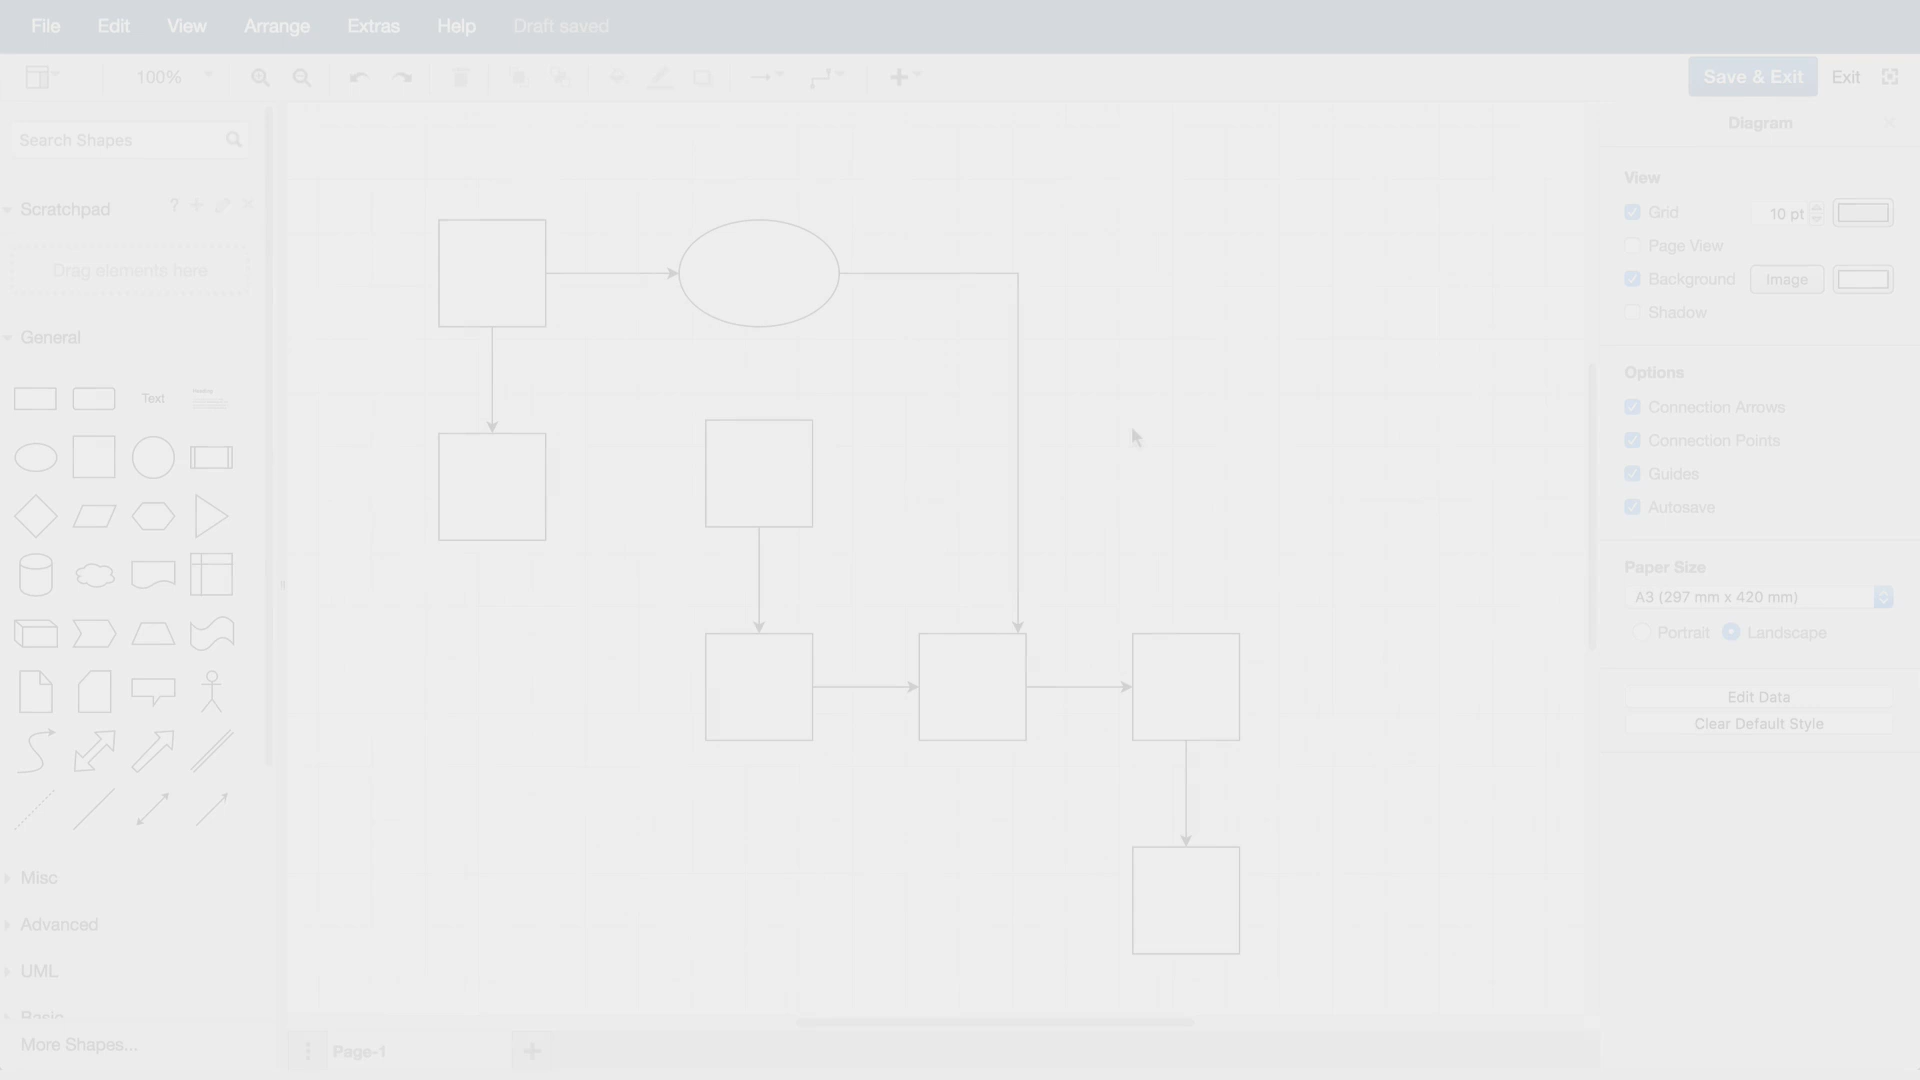 File Edit View Arrange Extras Help Draft saved
100% Save & Exit Exit
Search Shapes
Scratchpad ?
Drag elements here
General
Text
Heading
Misc
Advanced
UML
Basic
More Shapes...
Page-1
Diagram
View
Grid 10 pt
Page View
Background Image
Shadow
Options
Connection Arrows
Connection Points
Guides
Autosave
Paper Size
A3 (297 mm x 420 mm)
Portrait Landscape
Edit Data
Clear Default Style